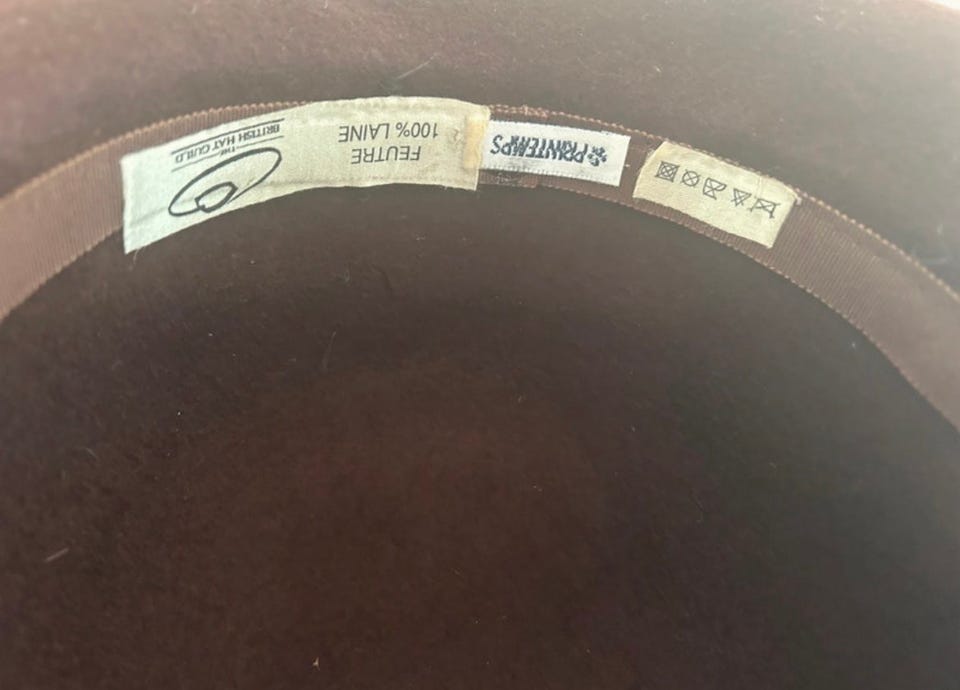 PRINTEMPS
FEUTRE
100% LAINE
THE
BRITISH HAT GUILD